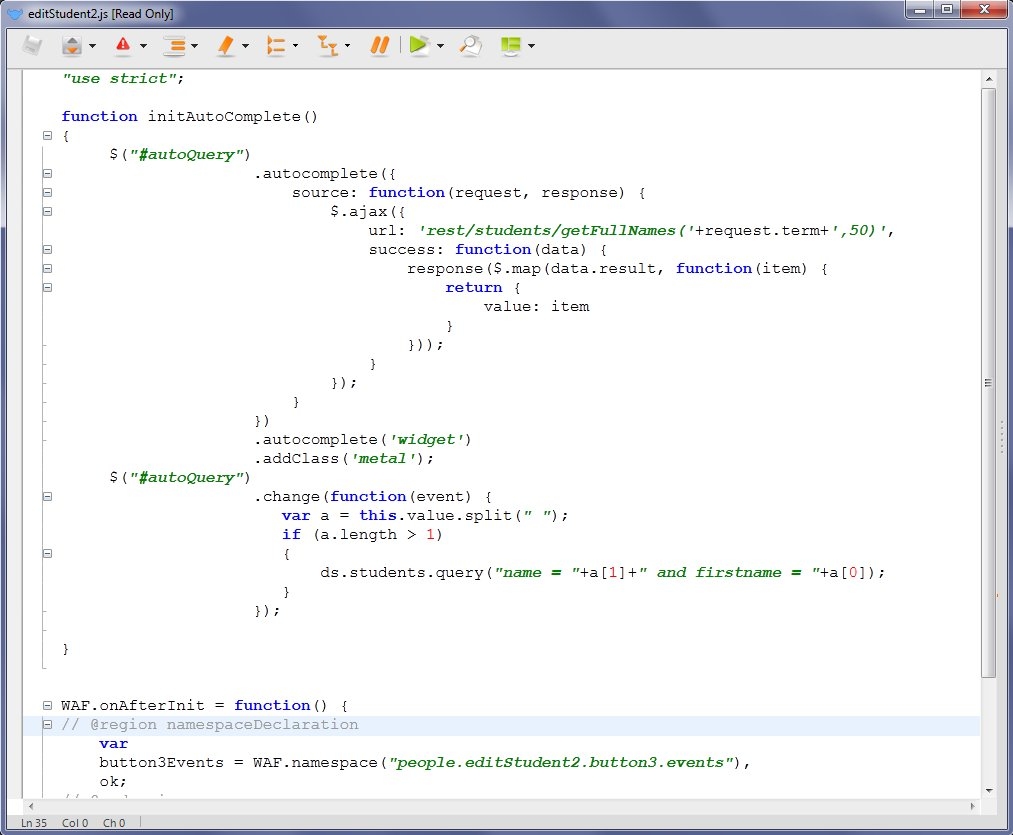 editStudent2.js [Read Only]
"use strict";
function initAutoComplete()
{
$("#autoQuery")
.autocomplete({
source: function(request, response) {
$.ajax({
url: 'rest/students/getFullNames('+request.term+',50)',
success: function(data) {
response($.map(data.result, function(item) {
return {
value: item
}
}));
}
});
}
})
.autocomplete('widget')
.addClass('metal');
$("#autoQuery")
.change(function(event) {
var a = this.value.split(" ");
if (a.length > 1)
{
ds.students.query("name = "+a[1]+" and firstname = "+a[0]);
}
});
}
WAF.onAfterInit = function() {
// @region namespaceDeclaration
var
button3Events = WAF.namespace("people.editStudent2.button3.events"),
ok;
Ln 35 Col 0 Ch 0